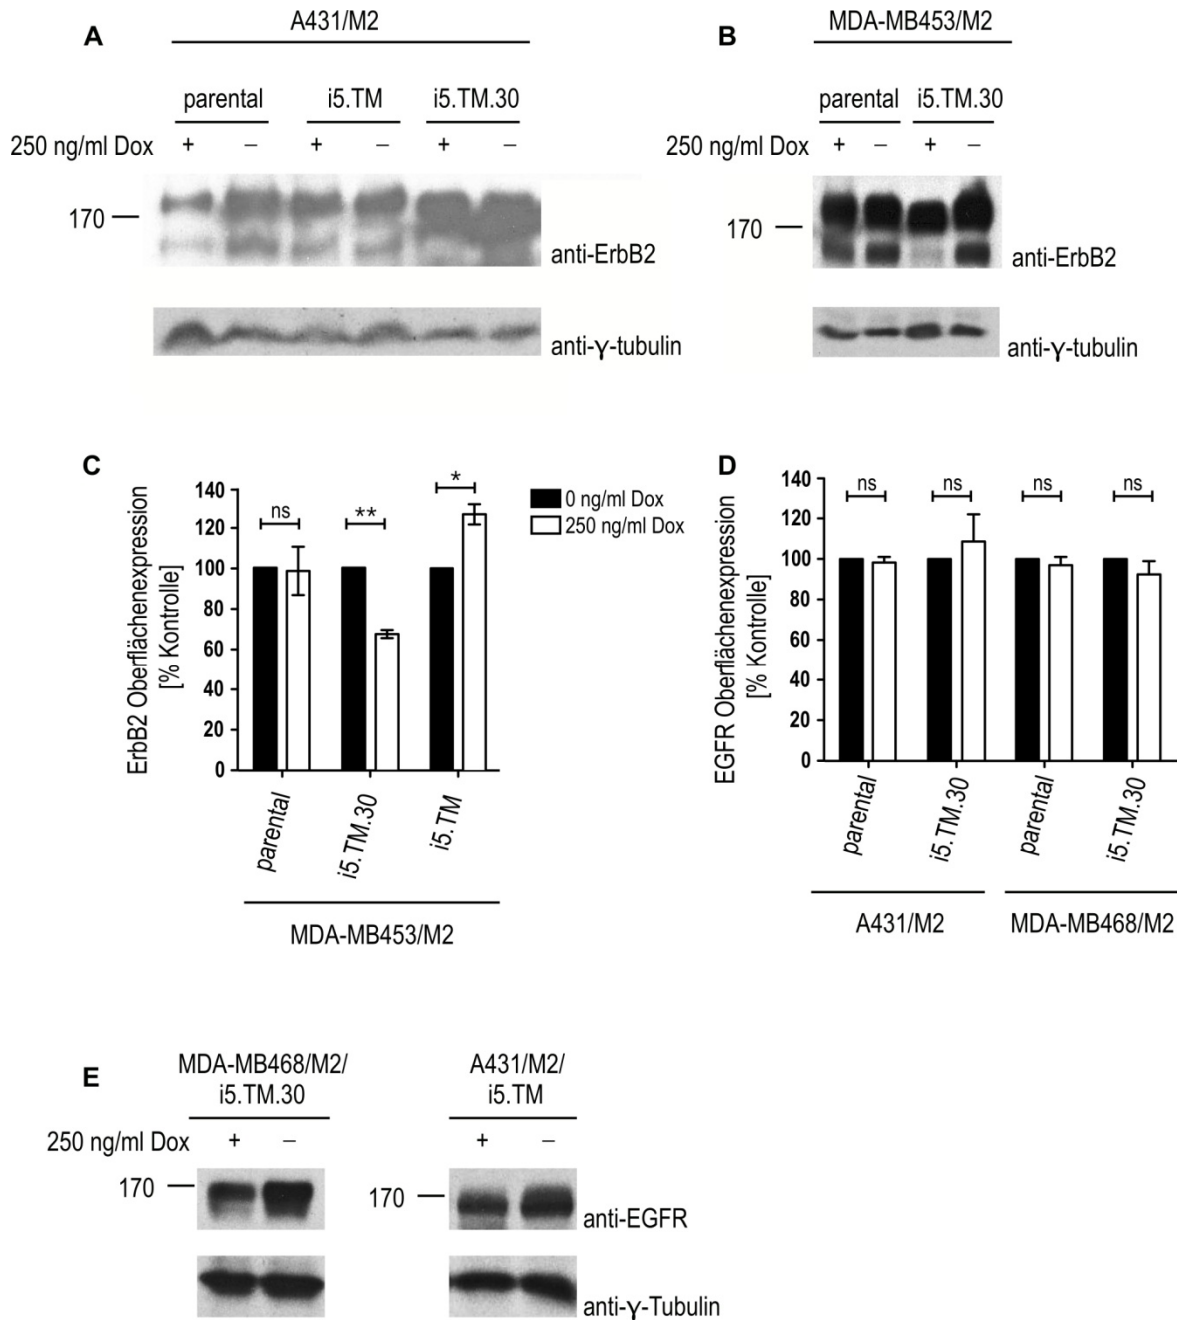 A
A431/M2
parental i5.TM i5.TM.30
250 ng/ml Dox + – + – + –
170
anti-ErbB2
anti-γ-tubulin
B
MDA-MB453/M2
parental i5.TM.30
250 ng/ml Dox + – + –
170
anti-ErbB2
anti-γ-tubulin
C
ErbB2 Oberflächenexpression
[% Kontrolle]
140
120
100
80
60
40
20
0
ns ** *
0 ng/ml Dox
250 ng/ml Dox
parental i5.TM.30 i5.TM
MDA-MB453/M2
D
EGFR Oberflächenexpression
[% Kontrolle]
140
120
100
80
60
40
20
0
ns ns ns ns
parental i5.TM.30 parental i5.TM.30
A431/M2 MDA-MB468/M2
E
MDA-MB468/M2/
i5.TM.30
250 ng/ml Dox + –
170
A431/M2/
i5.TM
+ –
170
anti-EGFR
anti-γ-Tubulin